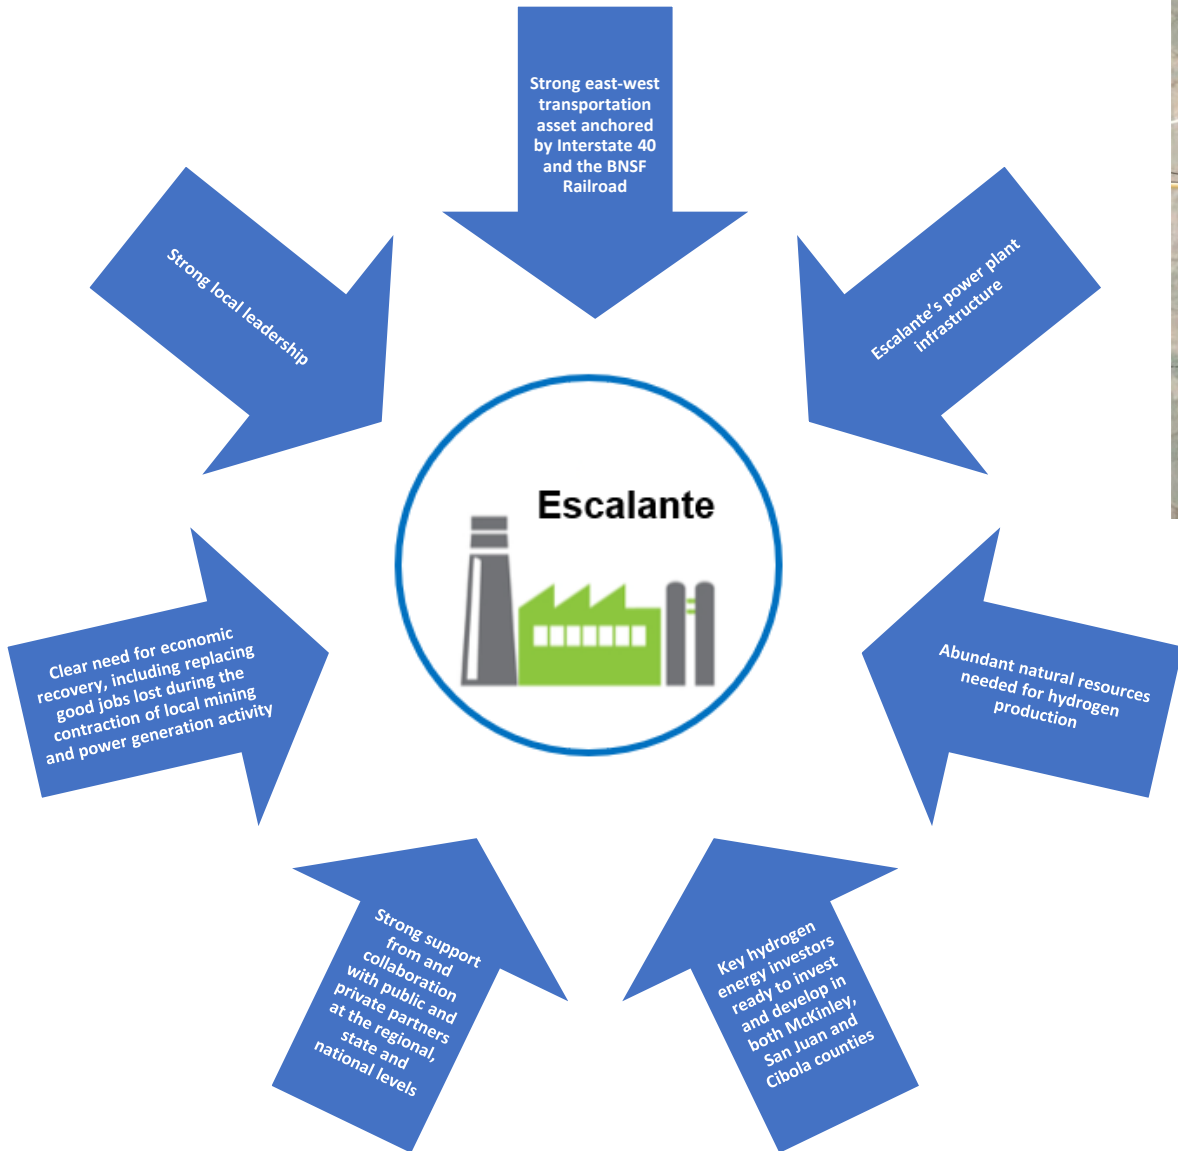 Strong east-west
transportation
asset anchored
by Interstate 40
and the BNSF
Railroad
Strong local leadership
Escalante's power plant
infrastructure
Escalante
Clear need for economic
recovery, including replacing
good jobs lost during the
contraction of local mining
and power generation activity
Abundant natural resources
needed for hydrogen
production
Strong support
from and
collaboration
with public and
private partners
at the regional,
state and
national levels
Key hydrogen
energy investors
ready to invest
and develop in
both McKinley,
San Juan and
Cibola counties